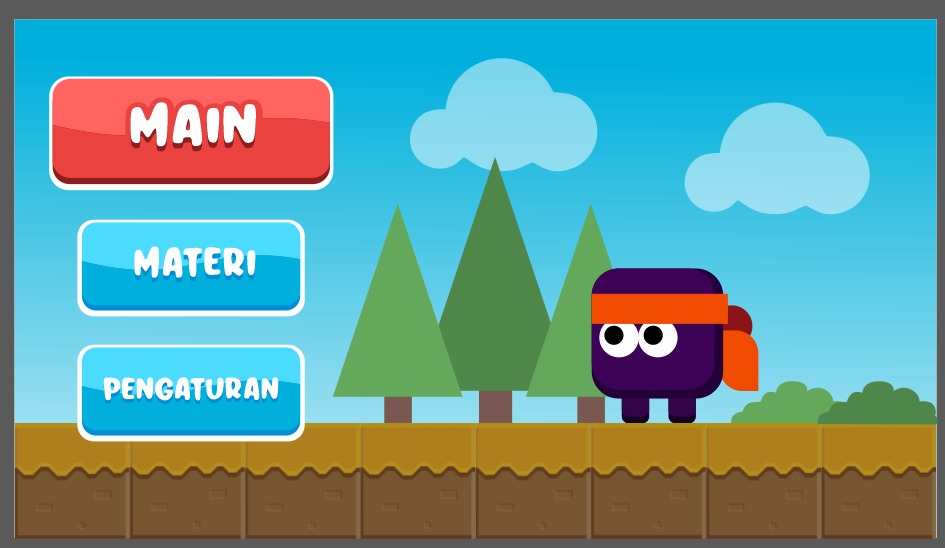 MAIN
MATERI
PENGATURAN